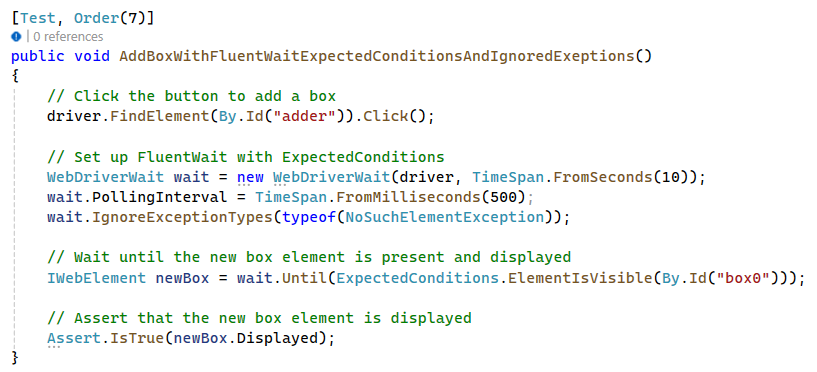 [Test, Order(7)]
| 0 references
public void AddBoxWithFluentWaitExpectedConditionsAndIgnoredExeptions()
{
// Click the button to add a box
driver.FindElement(By.Id("adder")).Click();
// Set up FluentWait with ExpectedConditions
WebDriverWait wait = new WebDriverWait(driver, TimeSpan.FromSeconds(10));
wait.PollingInterval = TimeSpan.FromMilliseconds(500);
wait.IgnoreExceptionTypes(typeof(NoSuchElementException));
// Wait until the new box element is present and displayed
IWebElement newBox = wait.Until(ExpectedConditions.ElementIsVisible(By.Id("box0")));
// Assert that the new box element is displayed
Assert.IsTrue(newBox.Displayed);
}